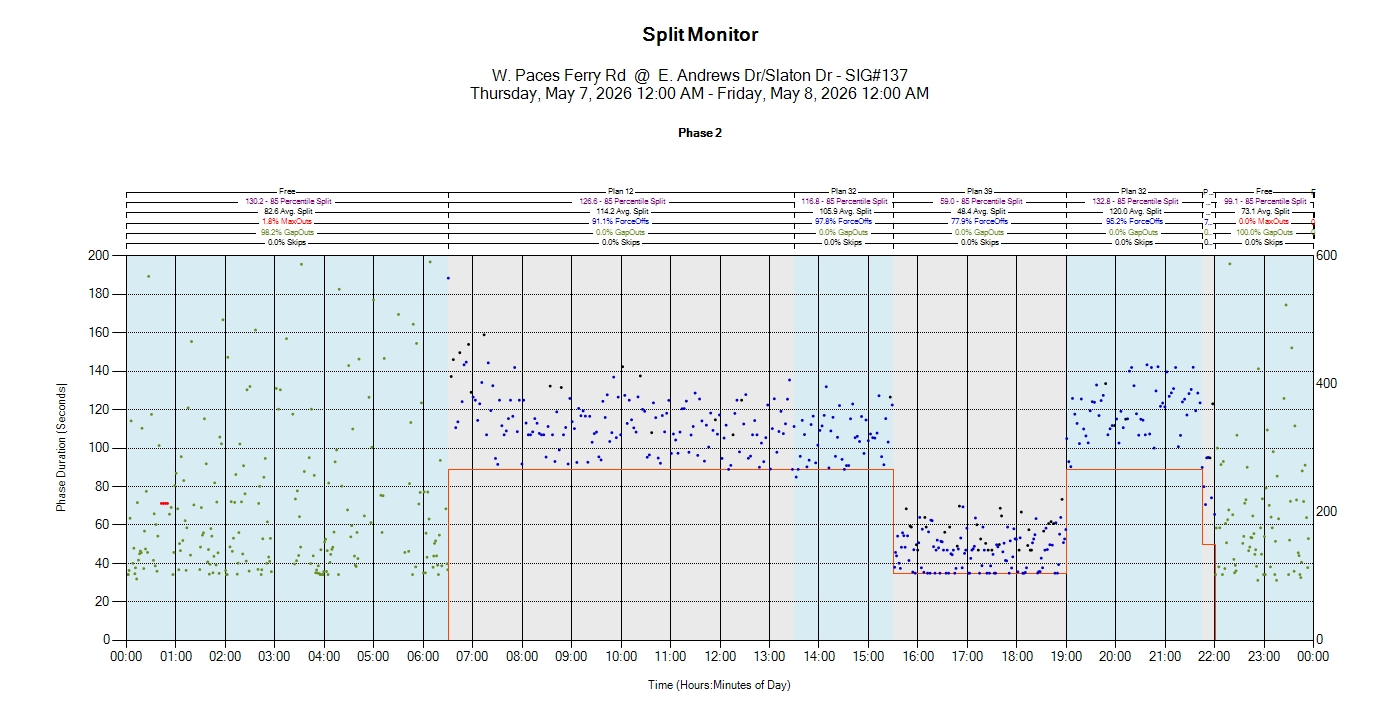 Split Monitor
W. Paces Ferry Rd @ E. Andrews Dr/Slaton Dr - SIG#137
Thursday, May 7, 2026 12:00 AM - Friday, May 8, 2026 12:00 AM
Phase 2
Free Plan 12 Plan 32 Plan 39 Plan 32 P... Free F
130.2 - 85 Percentile Split 126.6 - 85 Percentile Split 116.8 - 85 Percentile Split 59.0 - 85 Percentile Split 132.8 - 85 Percentile Split ... 99.1 - 85 Percentile Split
82.6 Avg. Split 114.2 Avg. Split 105.9 Avg. Split 48.4 Avg. Split 120.0 Avg. Split ... 73.1 Avg. Split
1.8% MaxOuts 91.1% ForceOffs 97.8% ForceOffs 77.9% ForceOffs 95.2% ForceOffs 7... 0.0% MaxOuts
98.2% GapOuts 0.0% GapOuts 0.0% GapOuts 0.0% GapOuts 0.0% GapOuts 0... 100.0% GapOuts
0.0% Skips 0.0% Skips 0.0% Skips 0.0% Skips 0.0% Skips 0... 0.0% Skips
200 600
180
160
140 400
120
100
80
60 200
40
20
0 0
Phase Duration [Seconds]
00:00 01:00 02:00 03:00 04:00 05:00 06:00 07:00 08:00 09:00 10:00 11:00 12:00 13:00 14:00 15:00 16:00 17:00 18:00 19:00 20:00 21:00 22:00 23:00 00:00
Time (Hours:Minutes of Day)